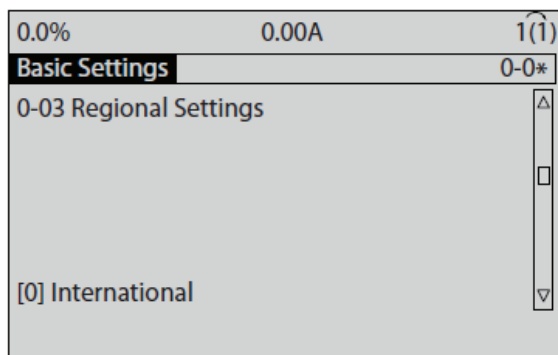 0.0% 0.00A 1(1)
Basic Settings 0-0*
0-03 Regional Settings
[0] International